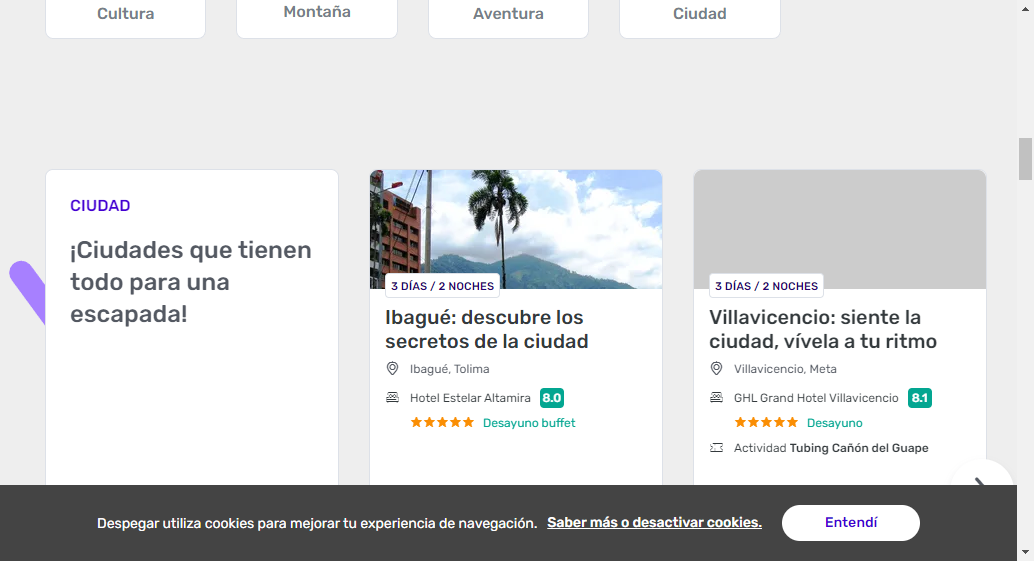 Cultura
Montaña
Aventura
Ciudad
CIUDAD
¡Ciudades que tienen
todo para una
escapada!
3 DÍAS / 2 NOCHES
Ibagué: descubre los
secretos de la ciudad
Ibagué, Tolima
Hotel Estelar Altamira 8.0
Desayuno buffet
3 DÍAS / 2 NOCHES
Villavicencio: siente la
ciudad, vívela a tu ritmo
Villavicencio, Meta
GHL Grand Hotel Villavicencio 8.1
Desayuno
Actividad Tubing Cañón del Guape
Despegar utiliza cookies para mejorar tu experiencia de navegación. Saber más o desactivar cookies. Entendí